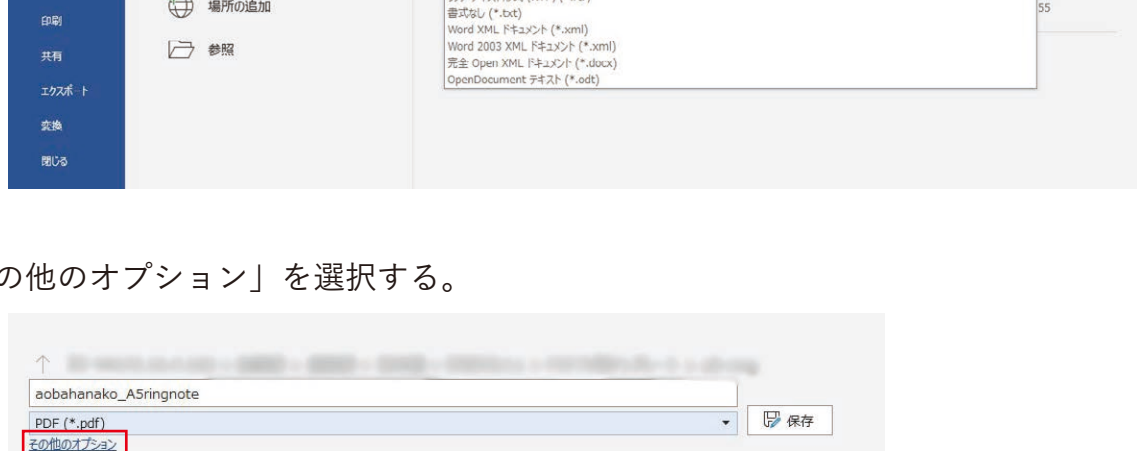 場所の追加
書式なし (*.txt)
55
印刷
Word XML ドキュメント (*.xml)
参照
Word 2003 XML ドキュメント (*.xml)
共有
完全 Open XML ドキュメント (*.docx)
OpenDocument テキスト (*.odt)
エクスポート
変換
閉じる
の他のオプション」を選択する。
aobahanako_A5ringnote
PDF (*.pdf)
保存
その他のオプション